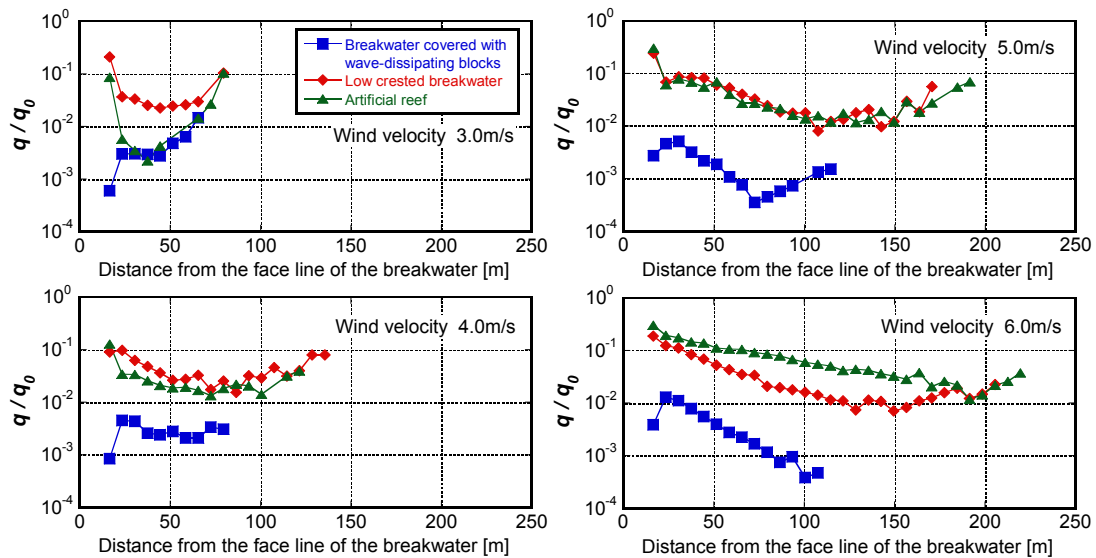 10^0
10^-1
10^-2
10^-3
10^-4
q / q_0
Breakwater covered with
wave-dissipating blocks
Low crested breakwater
Artificial reef
Wind velocity 3.0m/s
0 50 100 150 200 250
Distance from the face line of the breakwater [m]
10^0
10^-1
10^-2
10^-3
10^-4
q / q_0
Wind velocity 5.0m/s
0 50 100 150 200 250
Distance from the face line of the breakwater [m]
10^0
10^-1
10^-2
10^-3
10^-4
q / q_0
Wind velocity 4.0m/s
0 50 100 150 200 250
Distance from the face line of the breakwater [m]
10^0
10^-1
10^-2
10^-3
10^-4
q / q_0
Wind velocity 6.0m/s
0 50 100 150 200 250
Distance from the face line of the breakwater [m]